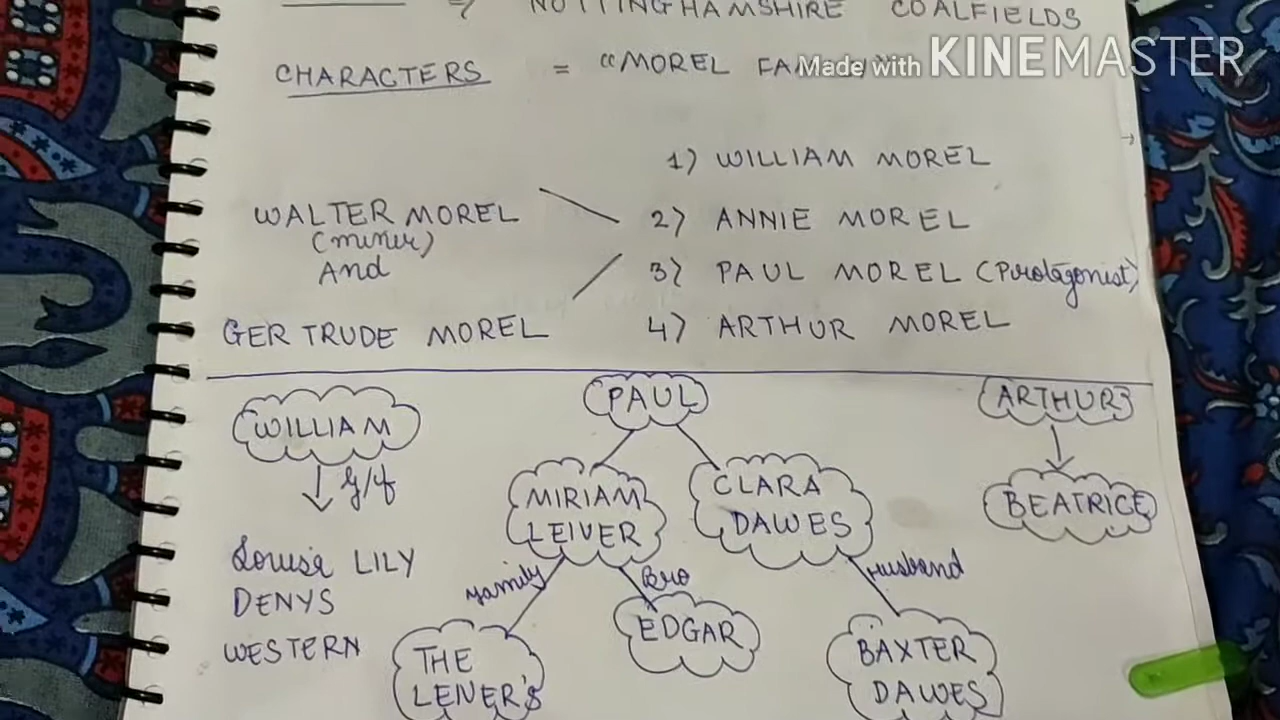 NOTTINGHAMSHIRE COALFIELDS
CHARACTERS = "MOREL
Made with KINEMASTER
1) WILLIAM MOREL
WALTER MOREL
(miner)
And
GERTRUDE MOREL
2) ANNIE MOREL
3) PAUL MOREL (Protagonist)
4) ARTHUR MOREL
WILLIAM
g/f
Louisa LILY
DENYS
WESTERN
PAUL
MIRIAM
LEIVER
family
THE
LEIVER'S
Bro
EDGAR
CLARA
DAWES
Husband
BAXTER
DAWES
ARTHUR
BEATRICE